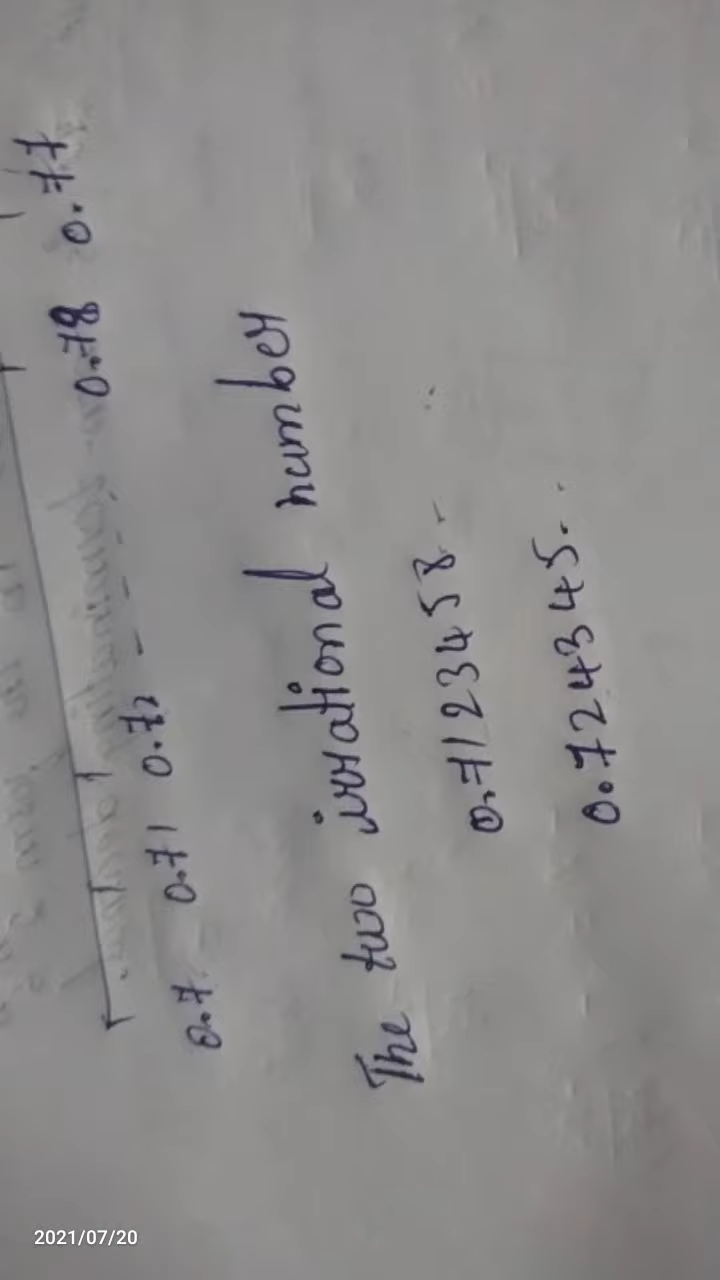 0.7 0.71 0.72 - - - - 0.78 0.77
The two irrational number
0.7123458 - .
0.724345 . .
2021/07/20